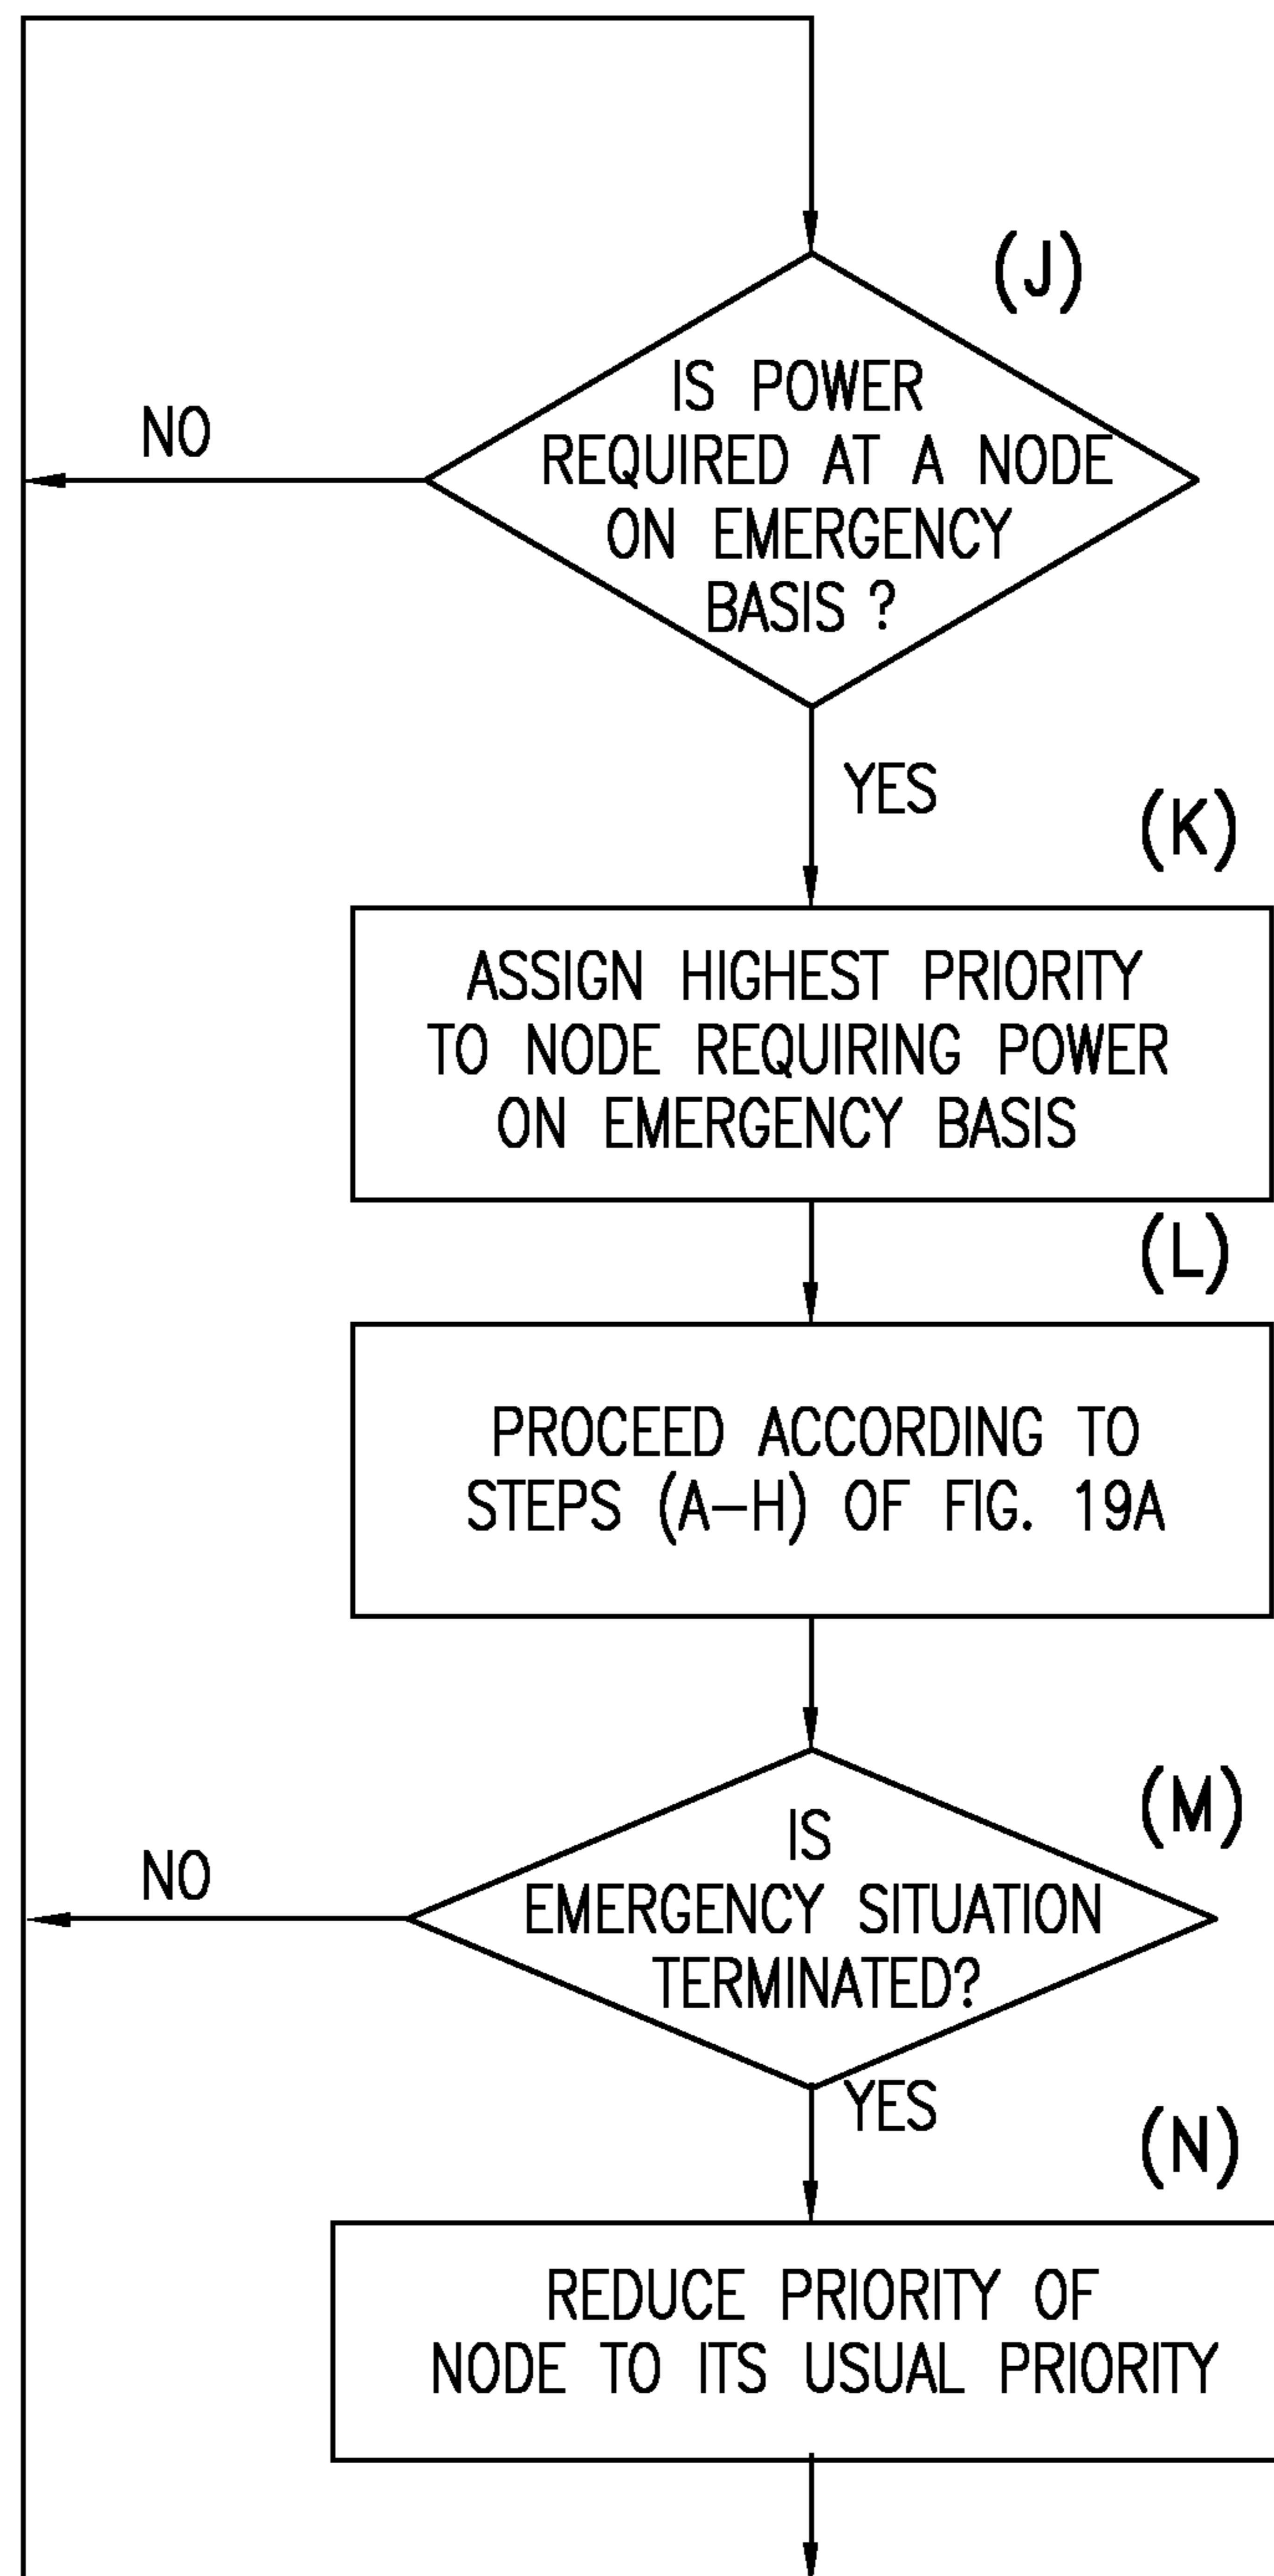 (J)
IS POWER
REQUIRED AT A NODE
ON EMERGENCY
BASIS ?
NO
YES
(K)
ASSIGN HIGHEST PRIORITY
TO NODE REQUIRING POWER
ON EMERGENCY BASIS
(L)
PROCEED ACCORDING TO
STEPS (A-H) OF FIG. 19A
(M)
IS
EMERGENCY SITUATION
TERMINATED?
NO
YES
(N)
REDUCE PRIORITY OF
NODE TO ITS USUAL PRIORITY